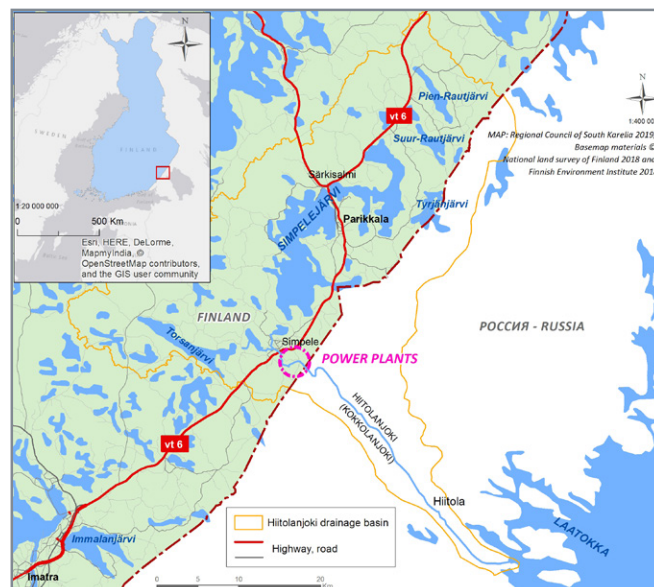 N
SWEDEN
FINLAND
1:20 000 000
500 Km
Esri, HERE, DeLorme,
MapmyIndia, ©
OpenStreetMap contributors,
and the GIS user community
N
1:400
MAP: Regional Council of South Karelia 2019,
Basemap materials ©
National land survey of Finland 2018 and
Finnish Environment Institute 201
Pien-Rautjärvi
vt 6
Suur-Rautjärvi
Särkisalmi
SIMPELEJÄRVI
Parikkala
Tyrjänjärvi
FINLAND
РОССИЯ - RUSSIA
Torsanjärvi
Simpele
POWER PLANTS
HIITOLANJOKI
(KOKKOLANJOKI)
vt 6
Hiitola
LAATOKKA
Immalanjärvi
Imatra
Hiitolanjoki drainage basin
Highway, road
0
10
20
Km